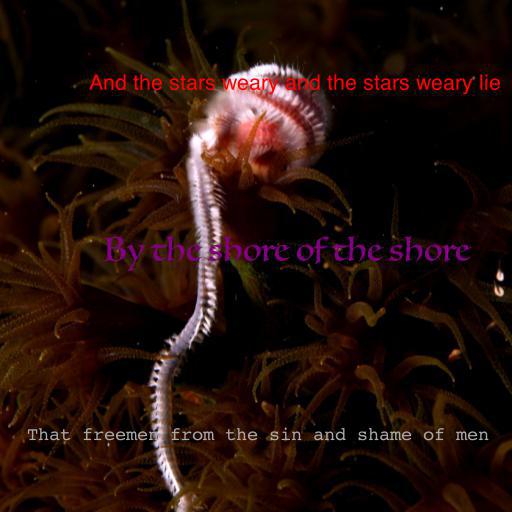 And the stars weary and the stars weary lie
By the shore of the shore
That freemen from the sin and shame of men